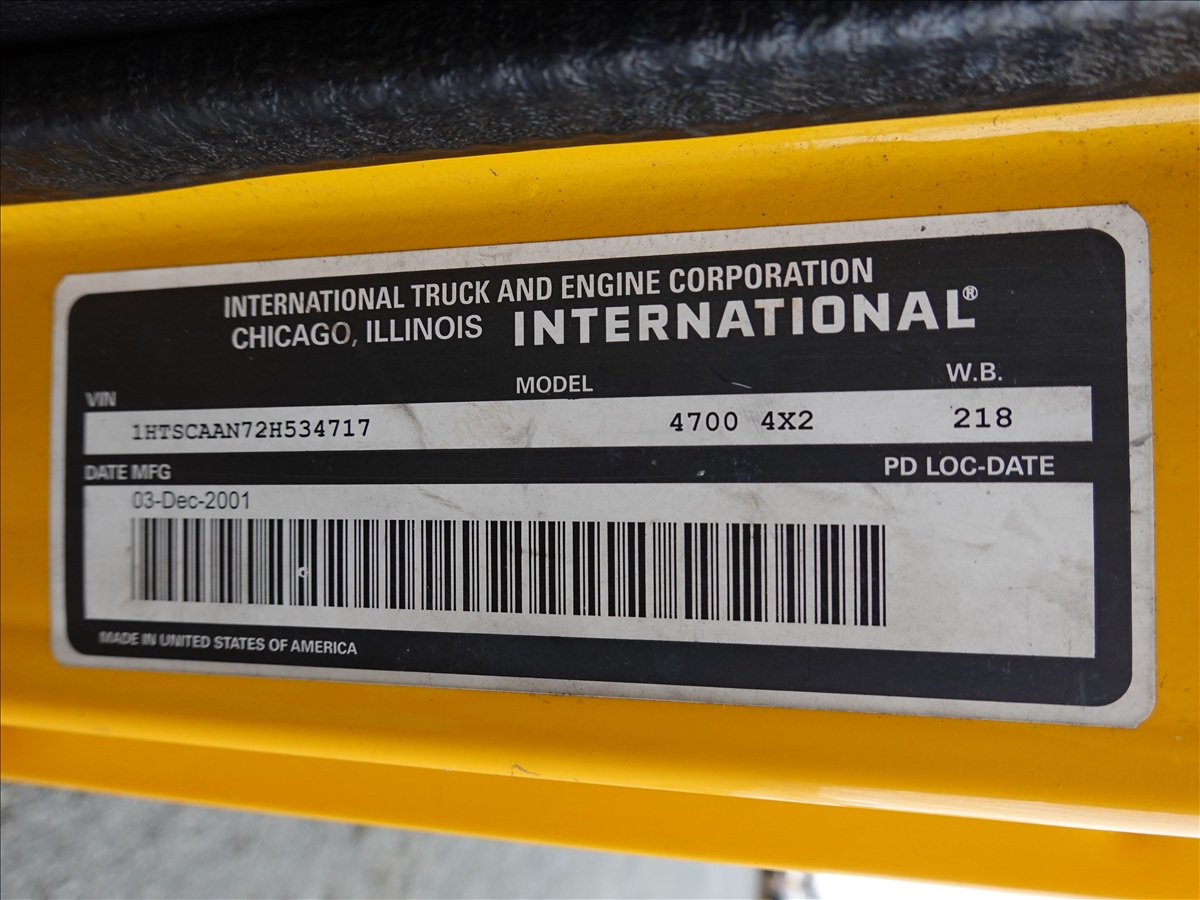 INTERNATIONAL TRUCK AND ENGINE CORPORATION
CHICAGO, ILLINOIS INTERNATIONAL®
VIN MODEL W.B.
1HTSCAAN72H534717 4700 4X2 218
DATE MFG PD LOC-DATE
03-Dec-2001
MADE IN UNITED STATES OF AMERICA